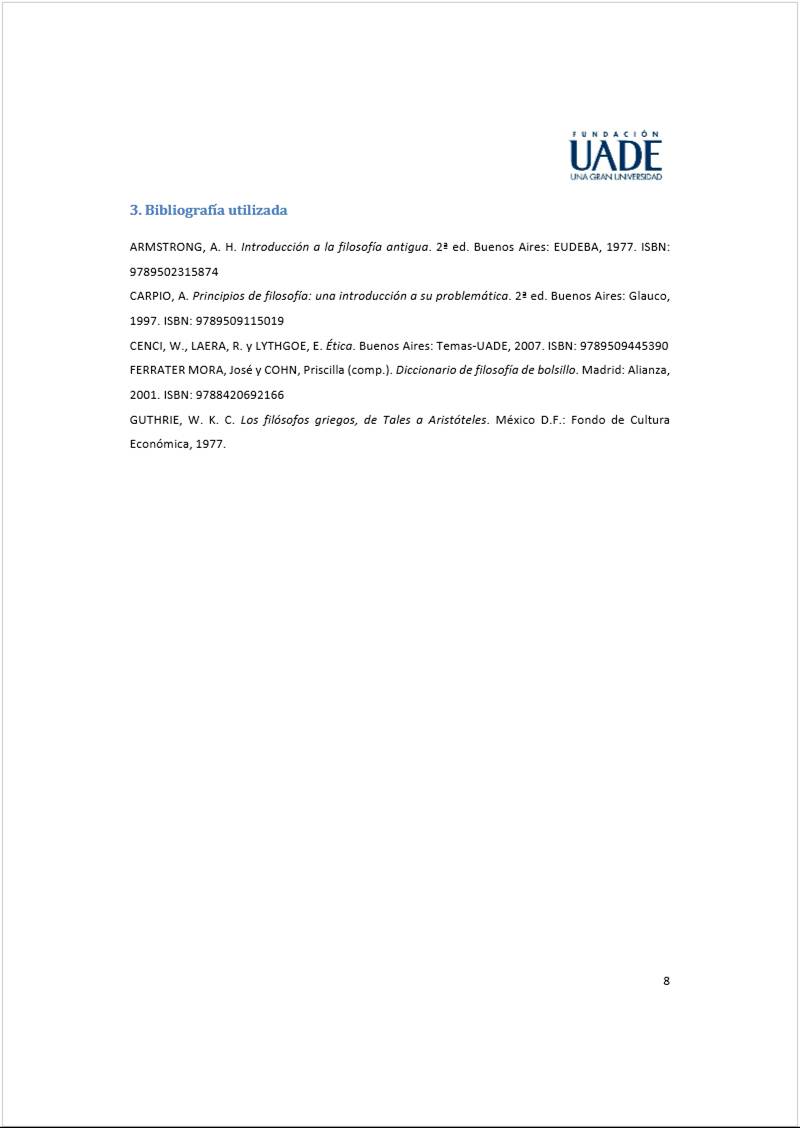 FUNDACIÓN
UADE
UNA GRAN UNIVERSIDAD
3. Bibliografía utilizada
ARMSTRONG, A. H. Introducción a la filosofía antigua. 2ª ed. Buenos Aires: EUDEBA, 1977. ISBN:
9789502315874
CARPIO, A. Principios de filosofía: una introducción a su problemática. 2ª ed. Buenos Aires: Glauco,
1997. ISBN: 9789509115019
CENCI, W., LAERA, R. y LYTHGOE, E. Ética. Buenos Aires: Temas-UADE, 2007. ISBN: 9789509445390
FERRATER MORA, José y COHN, Priscilla (comp.). Diccionario de filosofía de bolsillo. Madrid: Alianza,
2001. ISBN: 9788420692166
GUTHRIE, W. K. C. Los filósofos griegos, de Tales a Aristóteles. México D.F.: Fondo de Cultura
Económica, 1977.
8